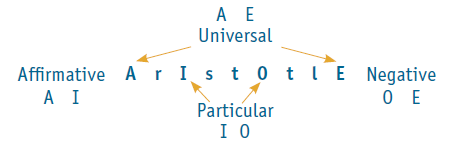 A E
Universal
Affirmative A r I s t O t l E Negative
A I O E
Particular
I O